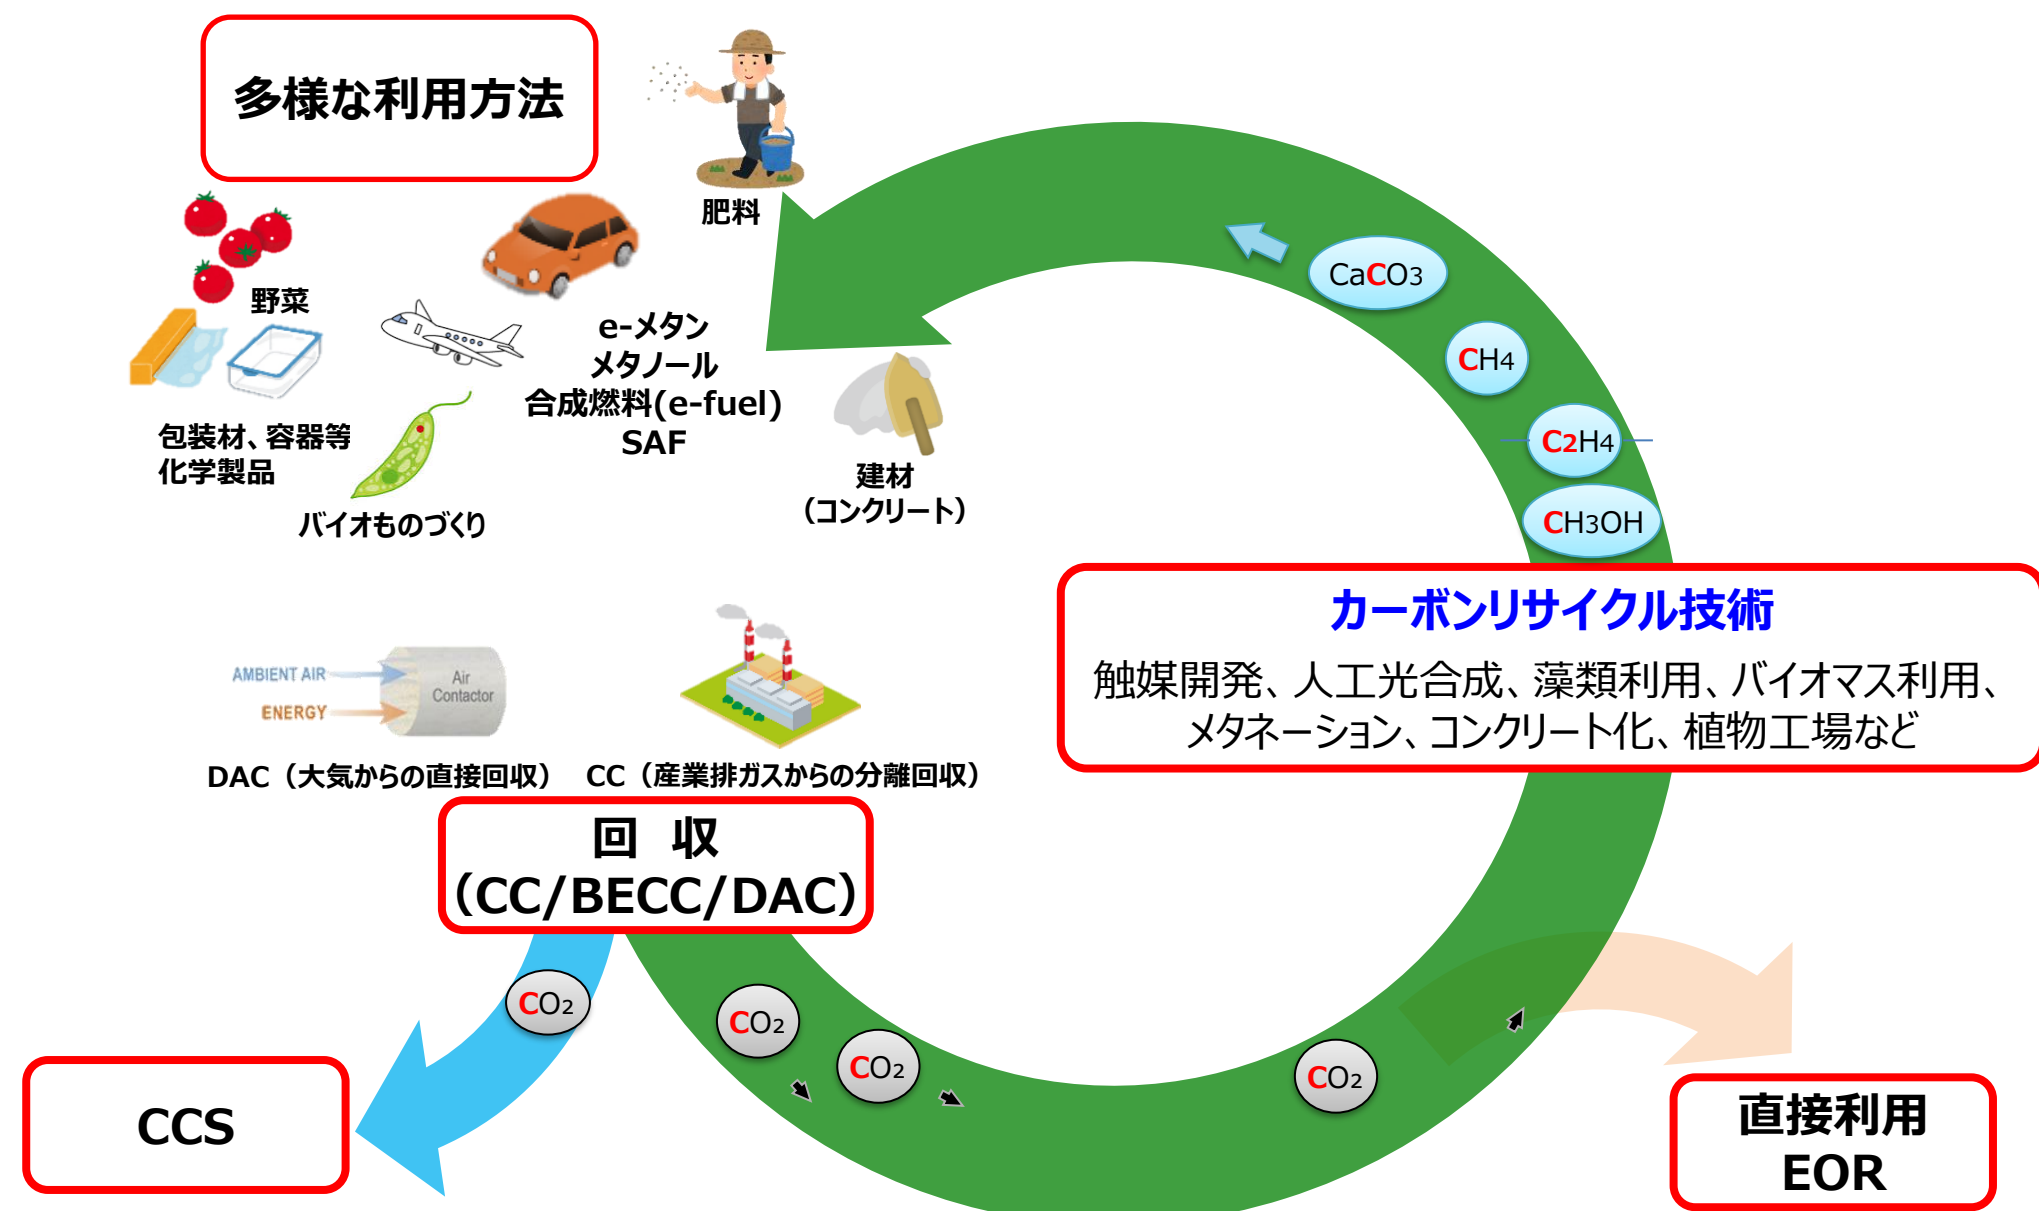 多様な利用方法
肥料
野菜
e-メタン
メタノール
合成燃料(e-fuel)
SAF
包装材、容器等
化学製品
バイオものづくり
建材
（コンクリート）
CaCO3
CH4
C2H4
CH3OH
カーボンリサイクル技術
触媒開発、人工光合成、藻類利用、バイオマス利用、
メタネーション、コンクリート化、植物工場など
AMBIENT AIR
ENERGY
Air
Contactor
DAC（大気からの直接回収）
CC（産業排ガスからの分離回収）
回 収
（CC/BECC/DAC）
CO2
CO2
CO2
CO2
CCS
直接利用
EOR